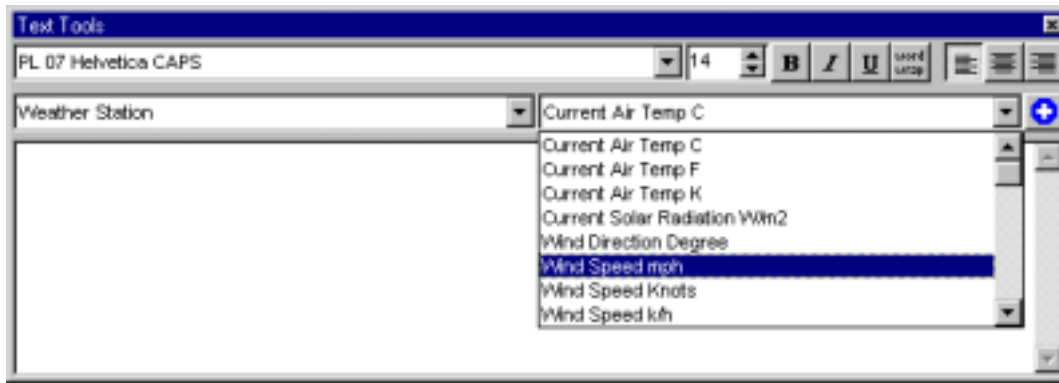 Text Tools
PL 07 Helvetica CAPS 14 B I U word wrap
Weather Station Current Air Temp C
Current Air Temp C
Current Air Temp F
Current Air Temp K
Current Solar Radiation W/m2
Wind Direction Degree
Wind Speed mph
Wind Speed Knots
Wind Speed k/h